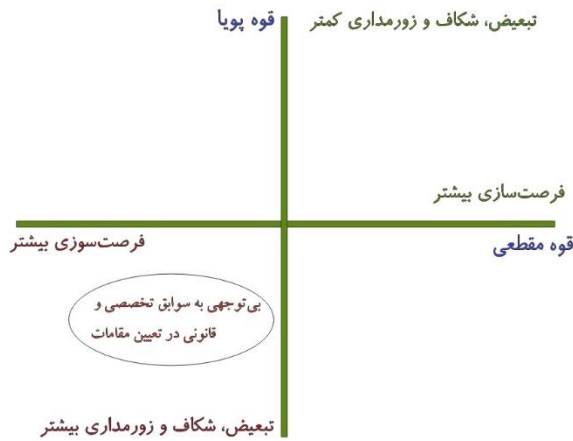 تبعیض، شکاف و زورمداری کمتر
قوه پویا
فرصت‌سازی بیشتر
قوه مقطعی
فرصت‌سوزی بیشتر
بی‌توجهی به سوابق تخصصی و
قانونی در تعیین مقامات
تبعیض، شکاف و زورمداری بیشتر